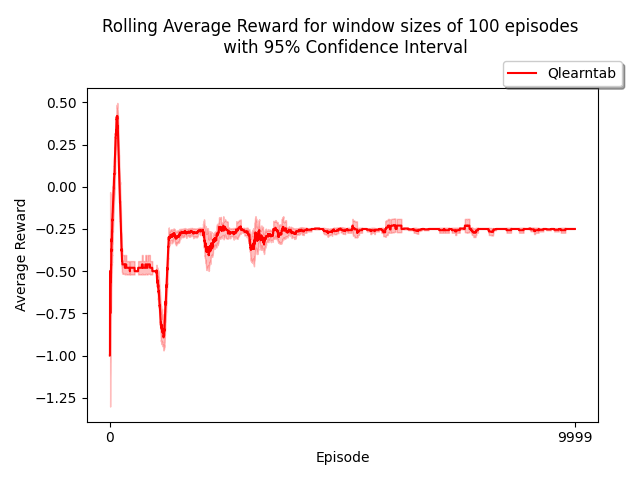 Rolling Average Reward for window sizes of 100 episodes
with 95% Confidence Interval
Qlearntab
0.50
0.25
0.00
−0.25
−0.50
−0.75
−1.00
−1.25
Average Reward
0
9999
Episode